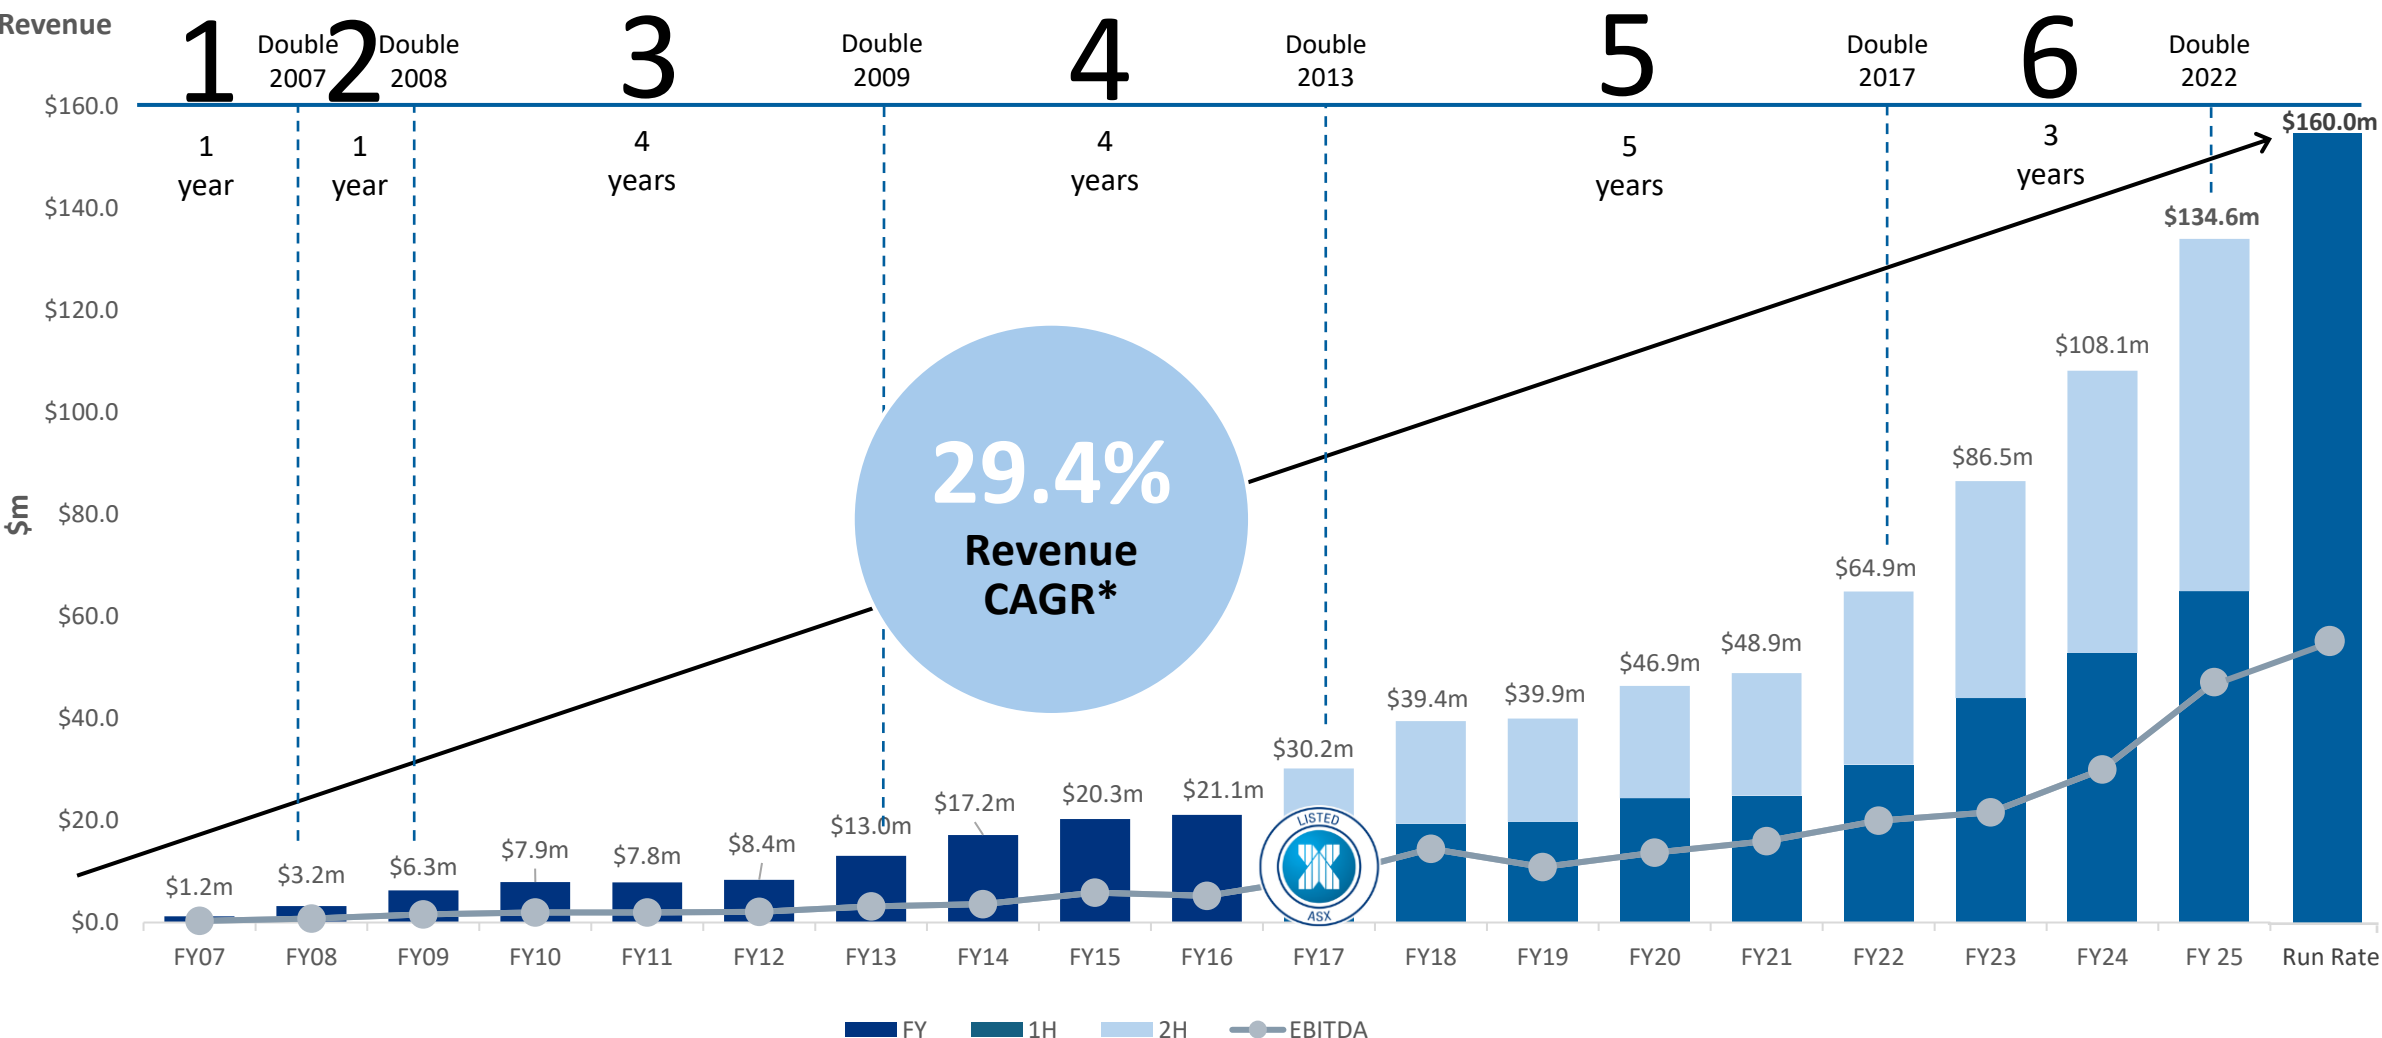 Revenue
1
Double
2007
2
Double
2008
3
Double
2009
4
Double
2013
5
Double
2017
6
Double
2022
1
year
1
year
4
years
4
years
5
years
3
years
$m
$160.0
$140.0
$120.0
$100.0
$80.0
$60.0
$40.0
$20.0
$0.0
29.4%
Revenue
CAGR*
$1.2m
$3.2m
$6.3m
$7.9m
$7.8m
$8.4m
$13.0m
$17.2m
$20.3m
$21.1m
$30.2m
$39.4m
$39.9m
$46.9m
$48.9m
$64.9m
$86.5m
$108.1m
$134.6m
$160.0m
LISTED
ASX
FY07
FY08
FY09
FY10
FY11
FY12
FY13
FY14
FY15
FY16
FY17
FY18
FY19
FY20
FY21
FY22
FY23
FY24
FY 25
Run Rate
FY
1H
2H
EBITDA